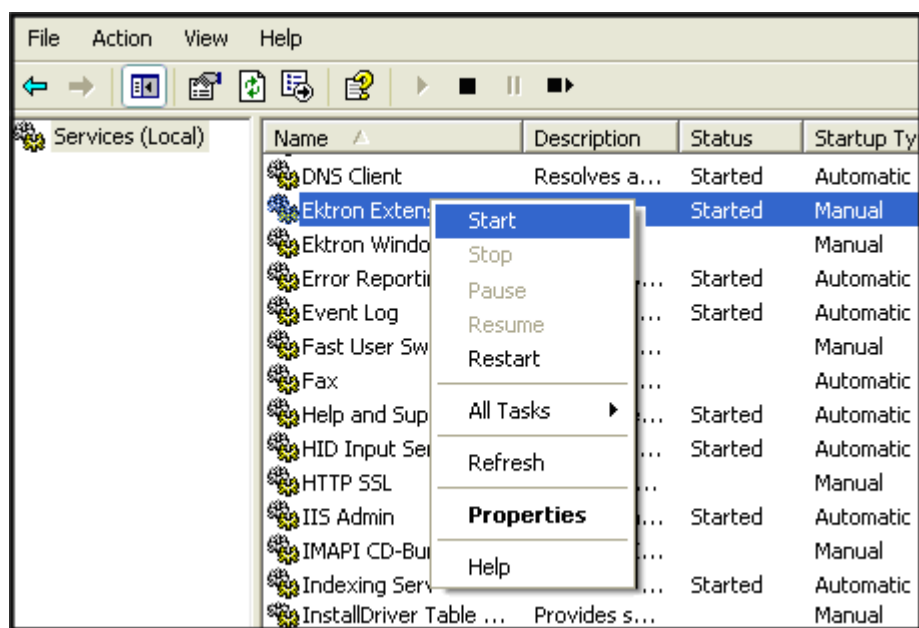 File Action View Help
Services (Local)
Name Description Status Startup Ty
DNS Client Resolves a... Started Automatic
Ektron Extens Started Manual
Ektron Windo Manual
Error Reporti ... Started Automatic
Event Log ... Started Automatic
Fast User Sw ... Manual
Fax ... Automatic
Help and Sup ... Started Automatic
HID Input Ser ... Started Automatic
HTTP SSL ... Manual
IIS Admin ... Started Automatic
IMAPI CD-Bur ... Manual
Indexing Serv ... Started Automatic
InstallDriver Table ... Provides s... Manual
Start
Stop
Pause
Resume
Restart
All Tasks
Refresh
Properties
Help